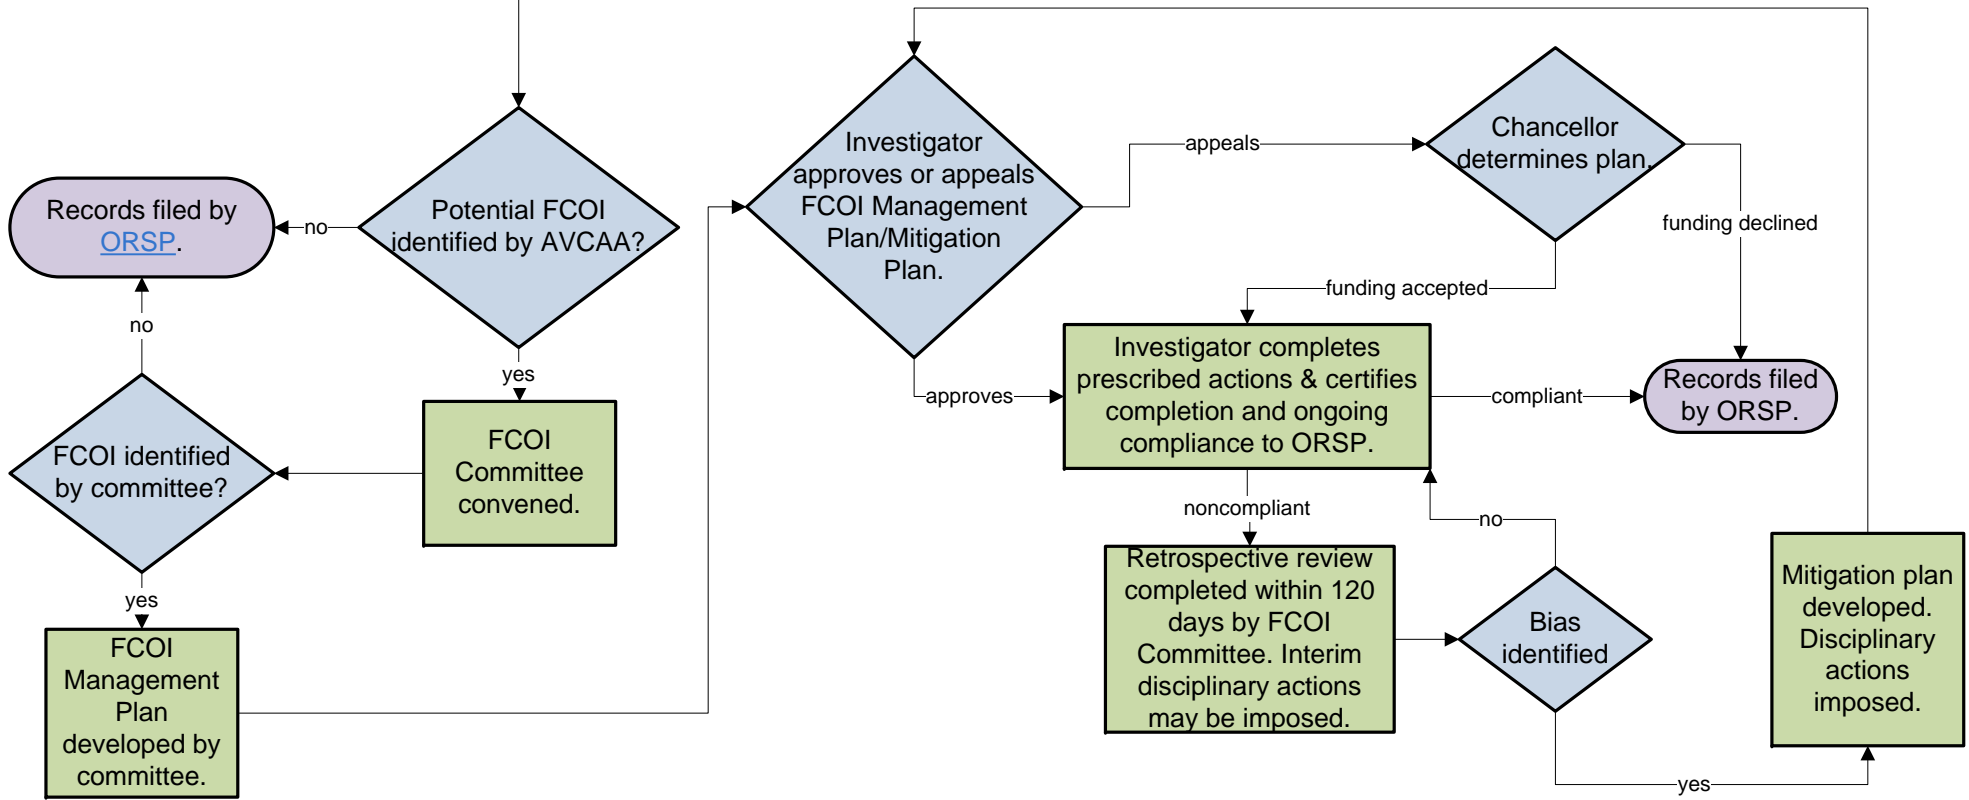 Records filed by
ORSP.
no
Potential FCOI
identified by AVCAA?
no
yes
FCOI identified
by committee?
FCOI
Committee
convened.
yes
FCOI
Management
Plan
developed by
committee.
Investigator
approves or appeals
FCOI Management
Plan/Mitigation
Plan.
appeals
Chancellor
determines plan.
funding declined
funding accepted
approves
Investigator completes
prescribed actions & certifies
completion and ongoing
compliance to ORSP.
compliant
Records filed
by ORSP.
noncompliant
no
Retrospective review
completed within 120
days by FCOI
Committee. Interim
disciplinary actions
may be imposed.
Bias
identified
yes
Mitigation plan
developed.
Disciplinary
actions
imposed.